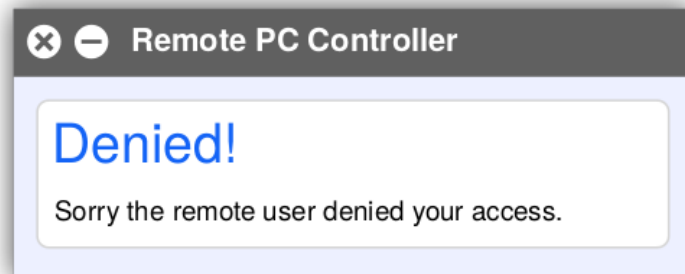 Remote PC Controller
Denied!
Sorry the remote user denied your access.